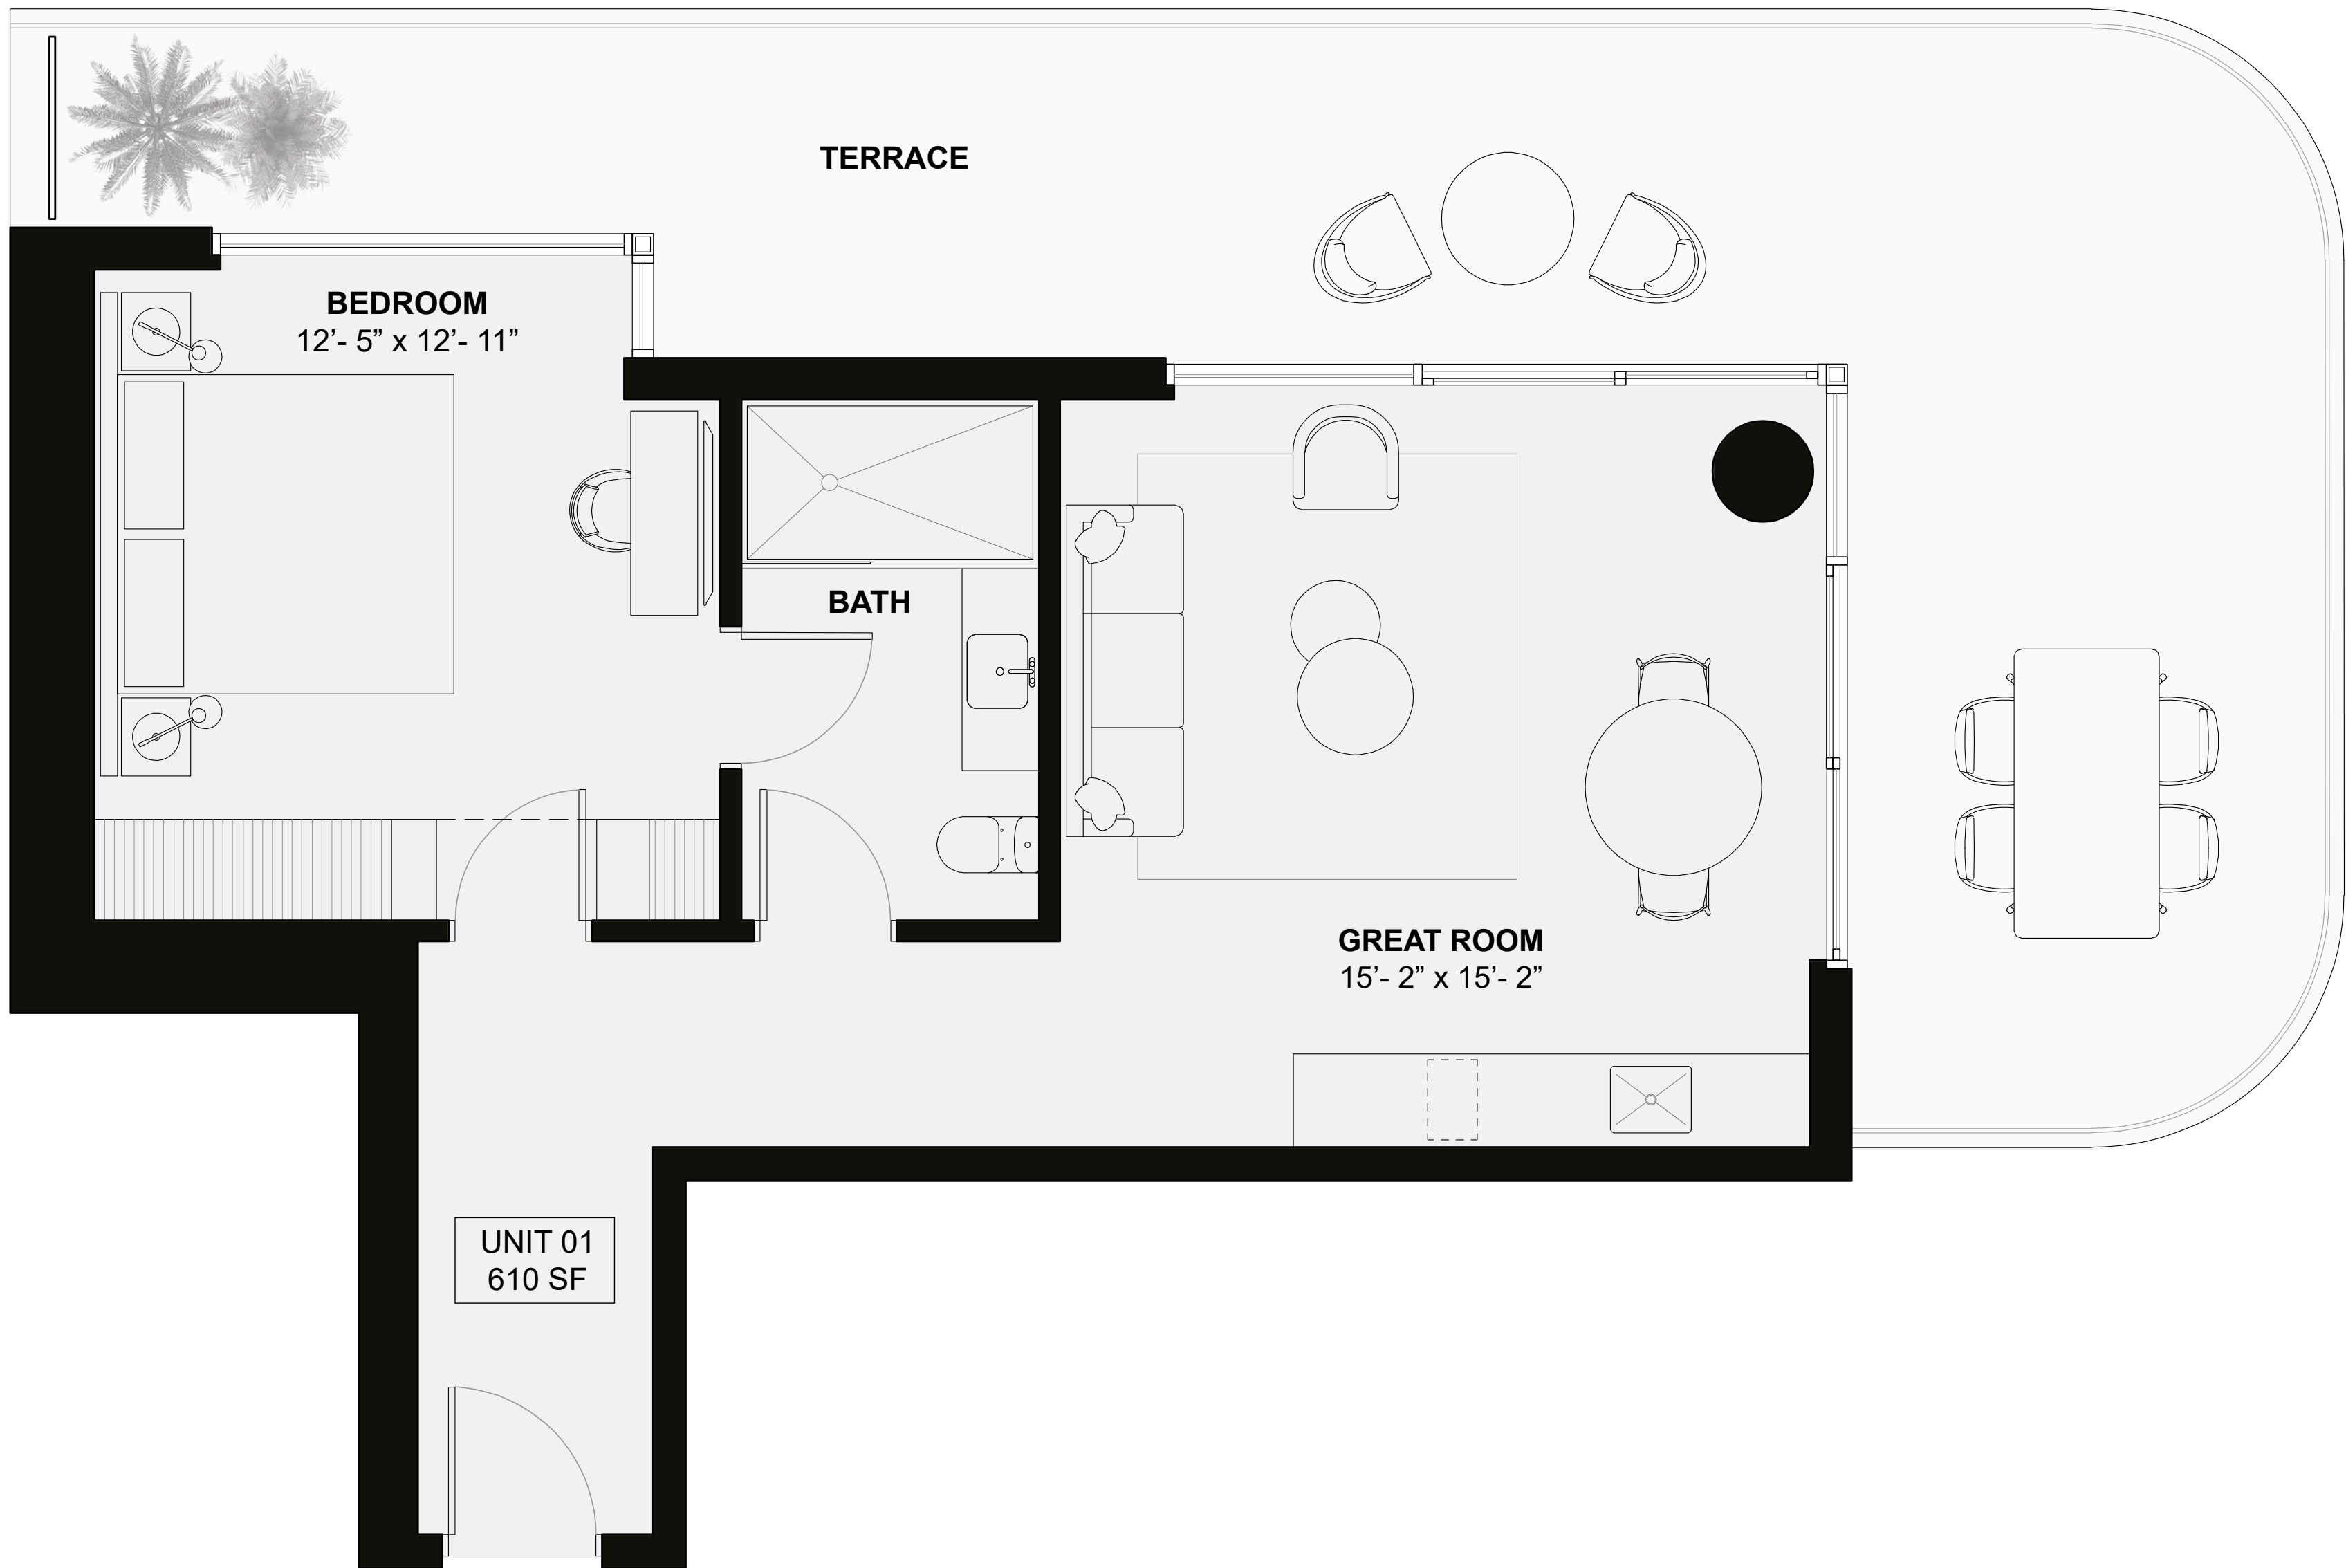 TERRACE
BEDROOM
12’- 5” x 12’- 11”
BATH
GREAT ROOM
15’- 2” x 15’- 2”
UNIT 01
610 SF